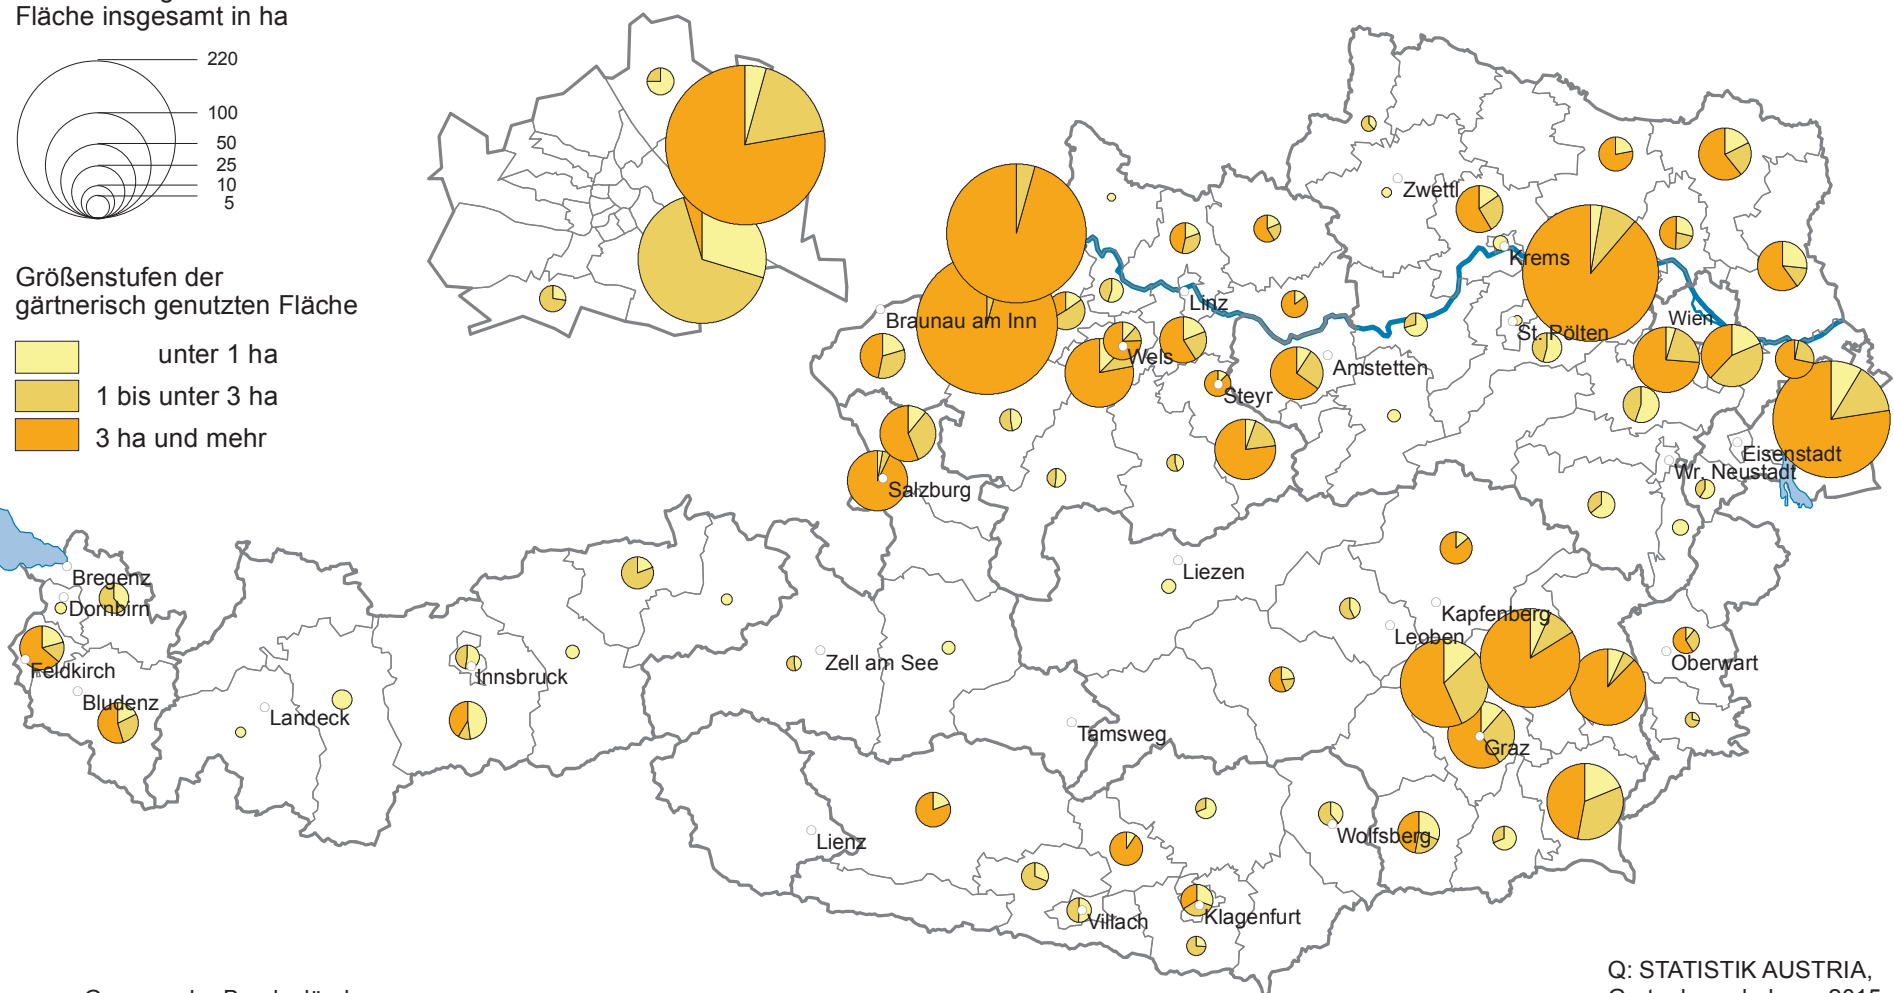 Fläche insgesamt in ha
220
100
50
25
10
5
Größenstufen der
gärtnerisch genutzten Fläche
unter 1 ha
1 bis unter 3 ha
3 ha und mehr
Zwettl
Krems
Linz
Braunau am Inn
St. Pölten
Wien
Wels
Amstetten
Steyr
Eisenstadt
Wr. Neustadt
Salzburg
Bregenz
Dornbirn
Liezen
Kapfenberg
Leoben
Feldkirch
Innsbruck
Zell am See
Oberwart
Bludenz
Landeck
Tamsweg
Graz
Lienz
Wolfsberg
Villach
Klagenfurt
Q: STATISTIK AUSTRIA,
2015